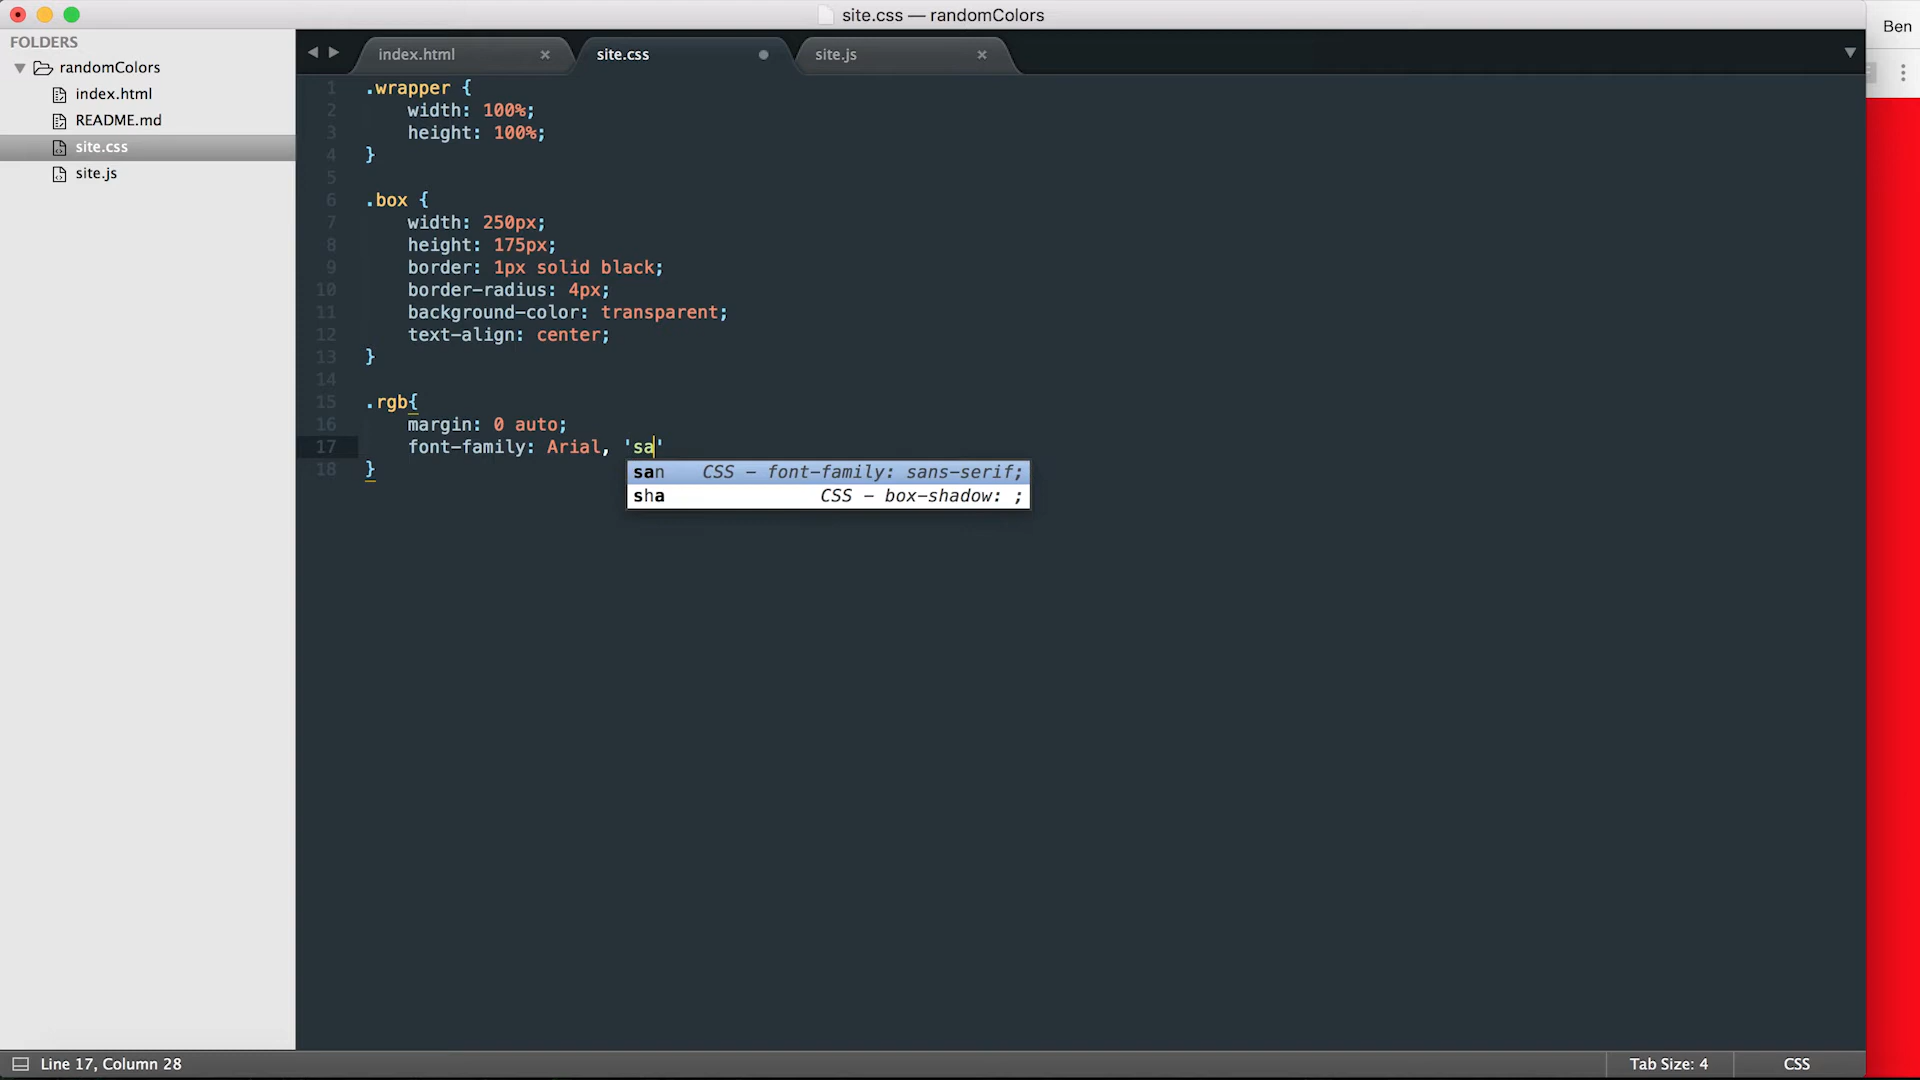 site.css — randomColors
Ben
FOLDERS
randomColors
index.html
README.md
site.css
site.js
index.html
site.css
site.js
1 .wrapper {
2 width: 100%;
3 height: 100%;
4 }
5
6 .box {
7 width: 250px;
8 height: 175px;
9 border: 1px solid black;
10 border-radius: 4px;
11 background-color: transparent;
12 text-align: center;
13 }
14
15 .rgb{
16 margin: 0 auto;
17 font-family: Arial, 'sa'
18 }
san CSS – font-family: sans-serif;
sha CSS – box-shadow: ;
Line 17, Column 28
Tab Size: 4
CSS